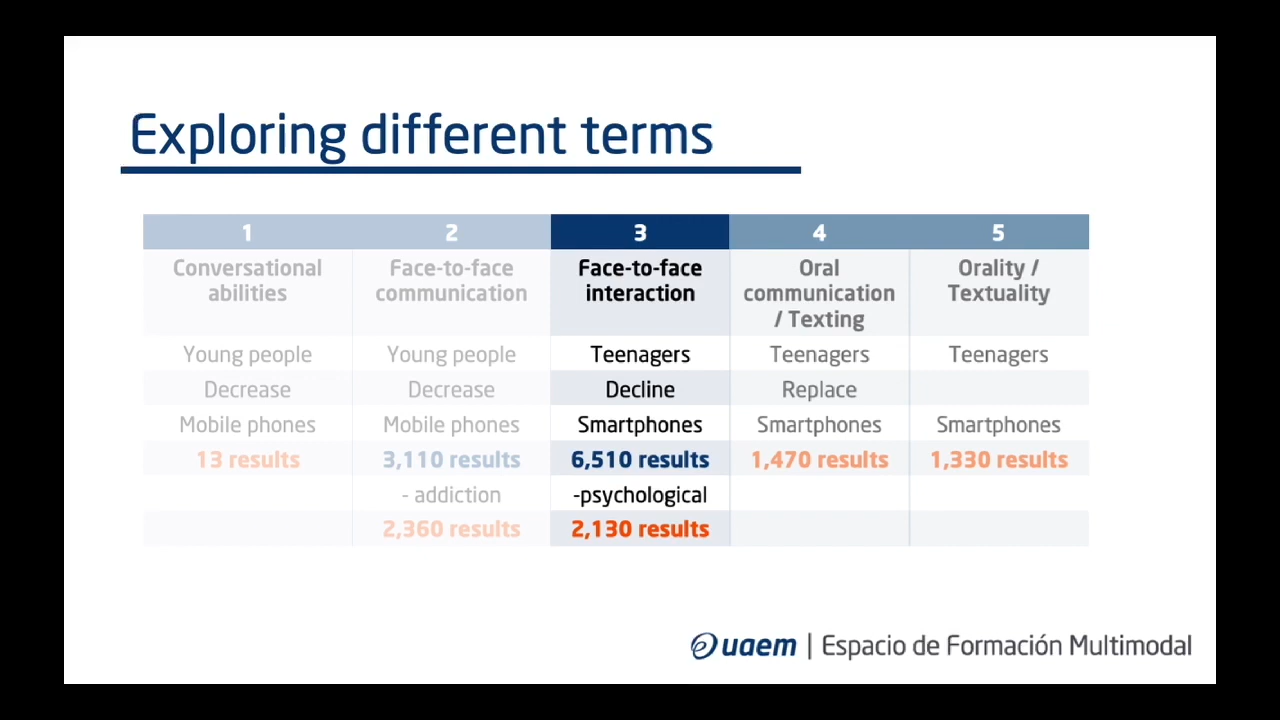 Exploring different terms
1 2 3 4 5
Conversational abilities Face-to-face communication Face-to-face interaction Oral communication / Texting Orality / Textuality
Young people Young people Teenagers Teenagers Teenagers
Decrease Decrease Decline Replace
Mobile phones Mobile phones Smartphones Smartphones Smartphones
13 results 3,110 results 6,510 results 1,470 results 1,330 results
- addiction -psychological
2,360 results 2,130 results
uaem | Espacio de Formación Multimodal